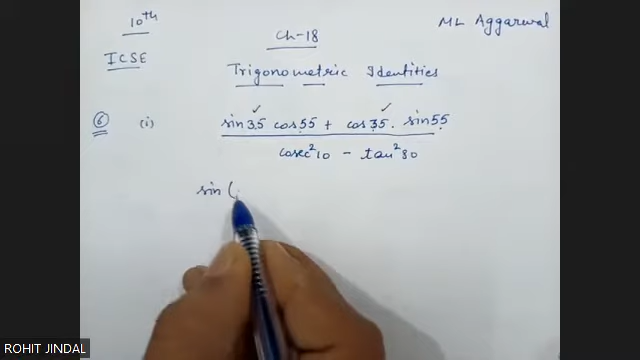 10th
ICSE
Ch-18
ML Aggarwal
Trigonometric Identities
6 (i) sin35 cos55 + cos35 . sin55
cosec²10 - tan²80
sin (
ROHIT JINDAL